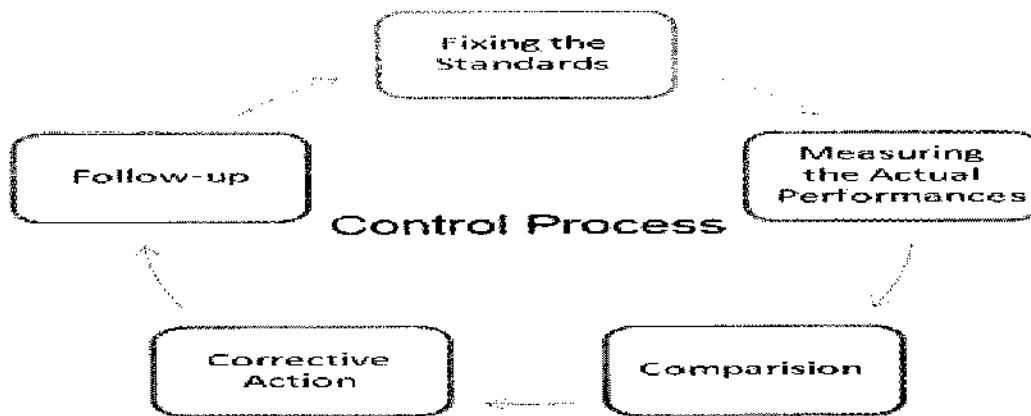 Fixing the
Standards
Measuring
the Actual
Performances
Follow-up
Control Process
Corrective
Action
Comparision